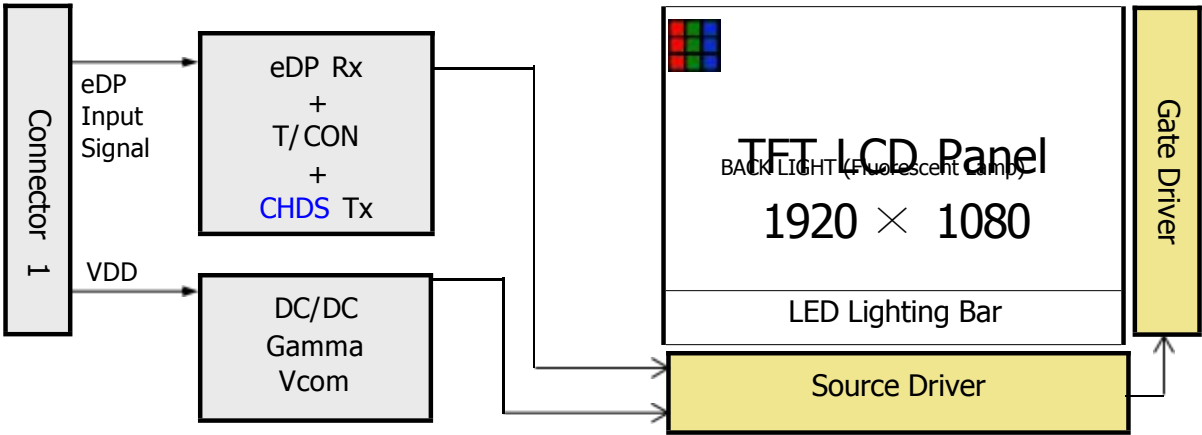 Connector 1
eDP
Input
Signal
VDD
eDP Rx
+
T/CON
+
CHDS Tx
DC/DC
Gamma
Vcom
TFT LCD Panel
BACK LIGHT (Fluorescent Lamp)
1920 × 1080
LED Lighting Bar
Source Driver
Gate Driver